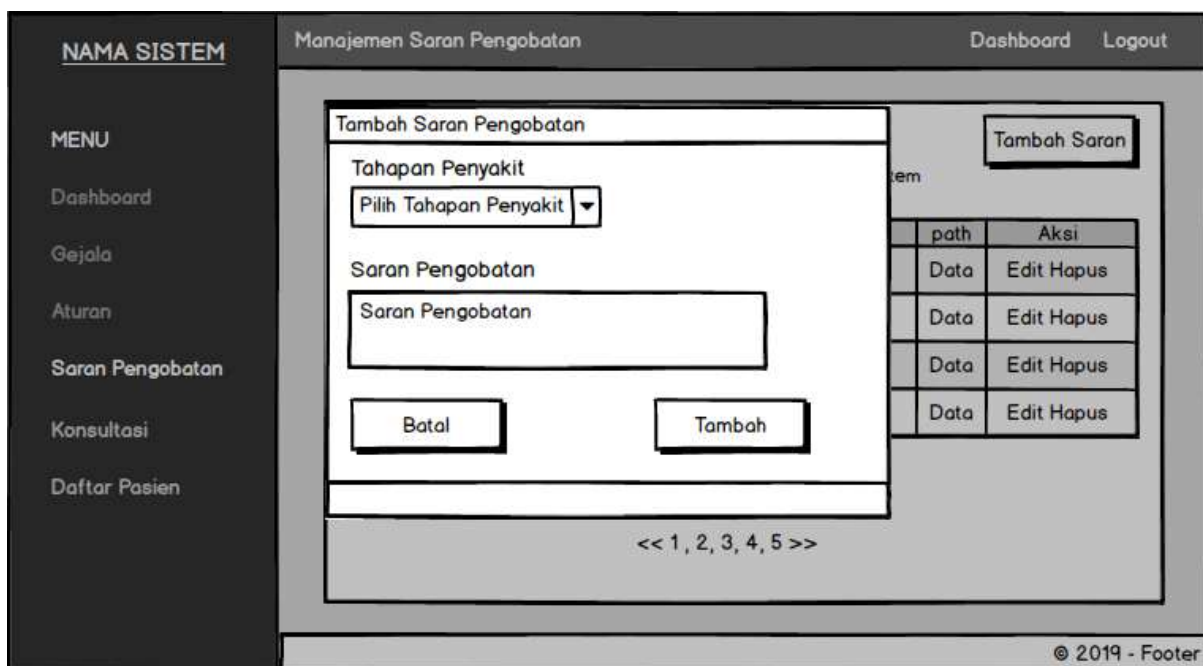 NAMA SISTEM
MENU
Dashboard
Gejala
Aturan
Saran Pengobatan
Konsultasi
Daftar Pasien
Manajemen Saran Pengobatan
Dashboard Logout
Tambah Saran Pengobatan
Tahapan Penyakit
Pilih Tahapan Penyakit
Saran Pengobatan
Saran Pengobatan
Batal Tambah
Tambah Saran
path Aksi
Data Edit Hapus
Data Edit Hapus
Data Edit Hapus
Data Edit Hapus
<< 1, 2, 3, 4, 5 >>
© 2019 - Footer